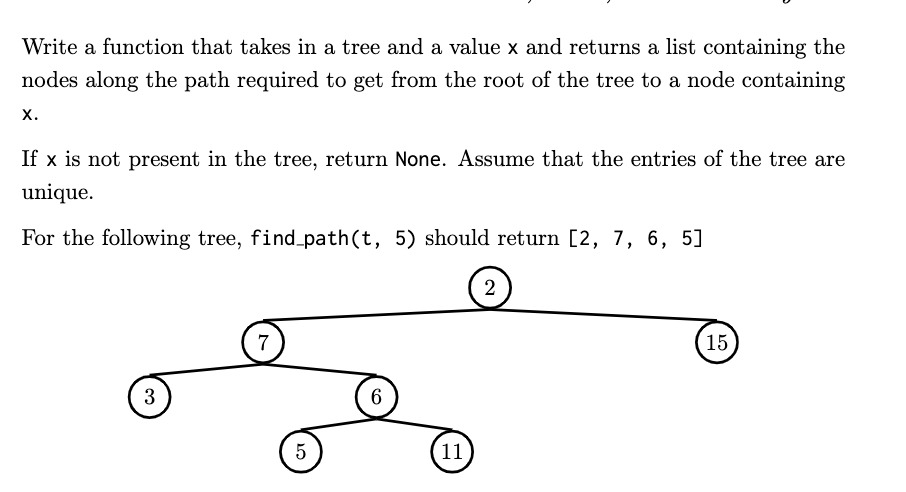 Write a function that takes in a tree and a value x and returns a list containing the
nodes along the path required to get from the root of the tree to a node containing
x.
If x is not present in the tree, return None. Assume that the entries of the tree are
unique.
For the following tree, find_path(t, 5) should return [2, 7, 6, 5]
2
7
15
3
6
5
11